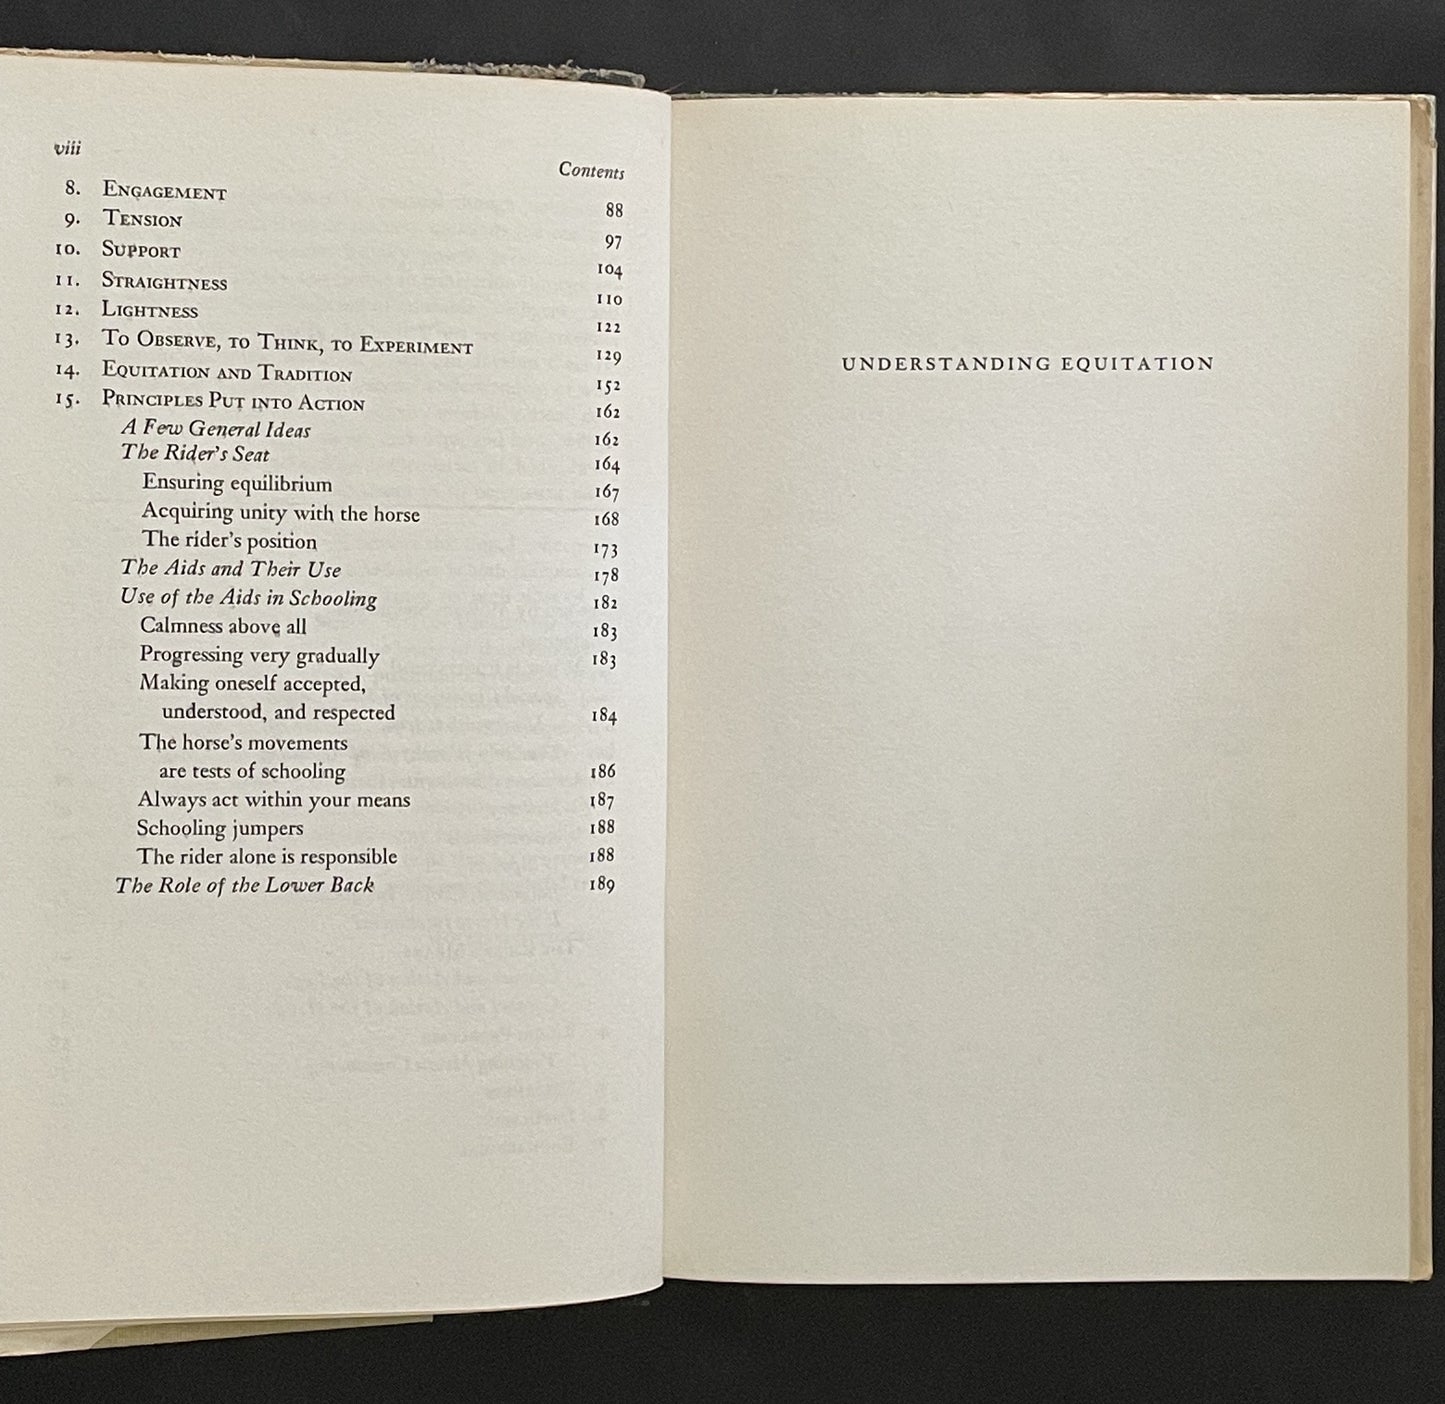 viii
Contents
8. Engagement 88
9. Tension 97
10. Support 104
11. Straightness 110
12. Lightness 122
13. To Observe, to Think, to Experiment 129
14. Equitation and Tradition 152
15. Principles Put into Action 162
A Few General Ideas 162
The Rider's Seat 164
Ensuring equilibrium 167
Acquiring unity with the horse 168
The rider's position 173
The Aids and Their Use 178
Use of the Aids in Schooling 182
Calmness above all 183
Progressing very gradually 183
Making oneself accepted,
understood, and respected 184
The horse's movements
are tests of schooling 186
Always act within your means 187
Schooling jumpers 188
The rider alone is responsible 188
The Role of the Lower Back 189
UNDERSTANDING EQUITATION